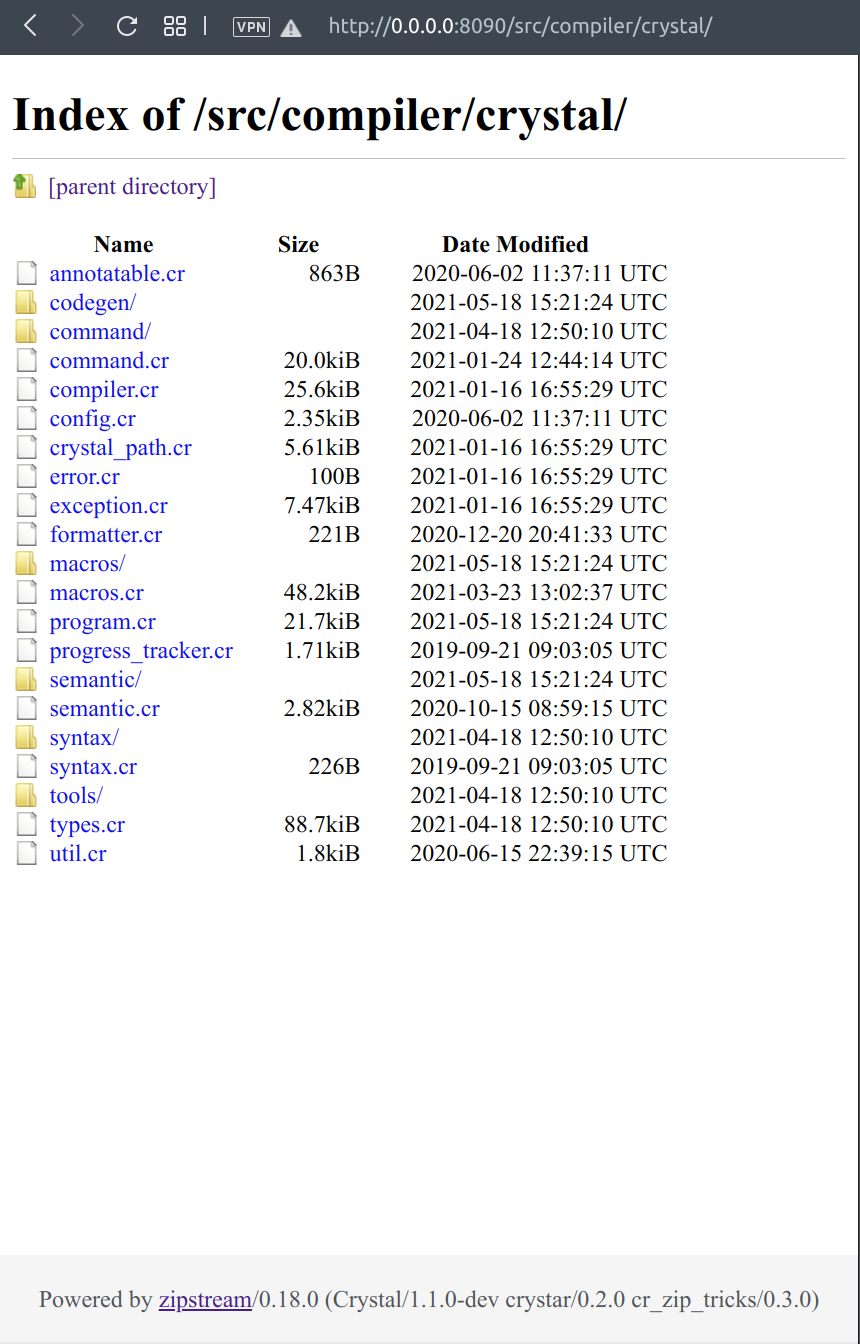 VPN http://0.0.0.0:8090/src/compiler/crystal/
Index of /src/compiler/crystal/
[parent directory]
Name Size Date Modified
annotatable.cr 863B 2020-06-02 11:37:11 UTC
codegen/ 2021-05-18 15:21:24 UTC
command/ 2021-04-18 12:50:10 UTC
command.cr 20.0kiB 2021-01-24 12:44:14 UTC
compiler.cr 25.6kiB 2021-01-16 16:55:29 UTC
config.cr 2.35kiB 2020-06-02 11:37:11 UTC
crystal_path.cr 5.61kiB 2021-01-16 16:55:29 UTC
error.cr 100B 2021-01-16 16:55:29 UTC
exception.cr 7.47kiB 2021-01-16 16:55:29 UTC
formatter.cr 221B 2020-12-20 20:41:33 UTC
macros/ 2021-05-18 15:21:24 UTC
macros.cr 48.2kiB 2021-03-23 13:02:37 UTC
program.cr 21.7kiB 2021-05-18 15:21:24 UTC
progress_tracker.cr 1.71kiB 2019-09-21 09:03:05 UTC
semantic/ 2021-05-18 15:21:24 UTC
semantic.cr 2.82kiB 2020-10-15 08:59:15 UTC
syntax/ 2021-04-18 12:50:10 UTC
syntax.cr 226B 2019-09-21 09:03:05 UTC
tools/ 2021-04-18 12:50:10 UTC
types.cr 88.7kiB 2021-04-18 12:50:10 UTC
util.cr 1.8kiB 2020-06-15 22:39:15 UTC
Powered by zipstream/0.18.0 (Crystal/1.1.0-dev crystar/0.2.0 cr_zip_tricks/0.3.0)